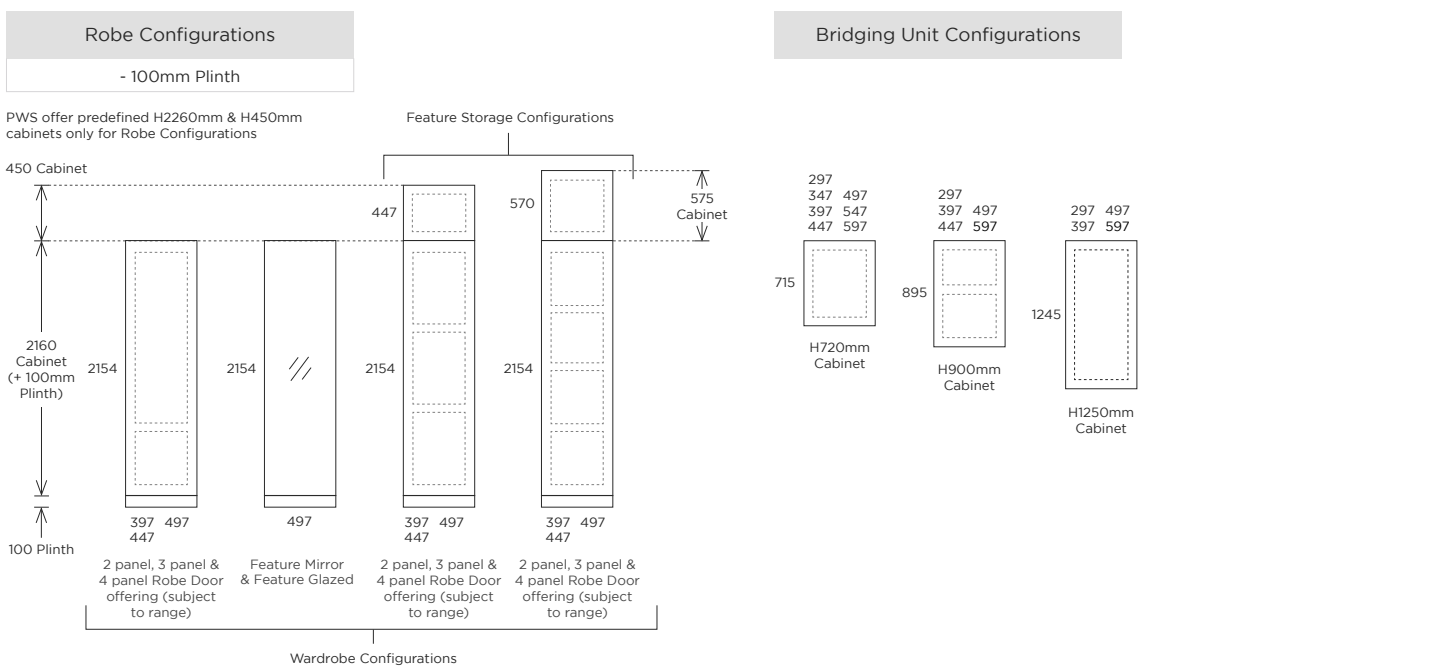 Robe Configurations
- 100mm Plinth
PWS offer predefined H2260mm & H450mm
cabinets only for Robe Configurations
Feature Storage Configurations
450 Cabinet
447
570
575
Cabinet
2160
Cabinet
(+ 100mm
Plinth)
2154
2154
2154
2154
100 Plinth
397 497
447
497
397 497
447
397 497
447
2 panel, 3 panel &
4 panel Robe Door
offering (subject
to range)
Feature Mirror
& Feature Glazed
2 panel, 3 panel &
4 panel Robe Door
offering (subject
to range)
2 panel, 3 panel &
4 panel Robe Door
offering (subject
to range)
Wardrobe Configurations
Bridging Unit Configurations
297
347 497
397 547
447 597
715
H720mm
Cabinet
297
397 497
447 597
895
H900mm
Cabinet
297 497
397 597
1245
H1250mm
Cabinet